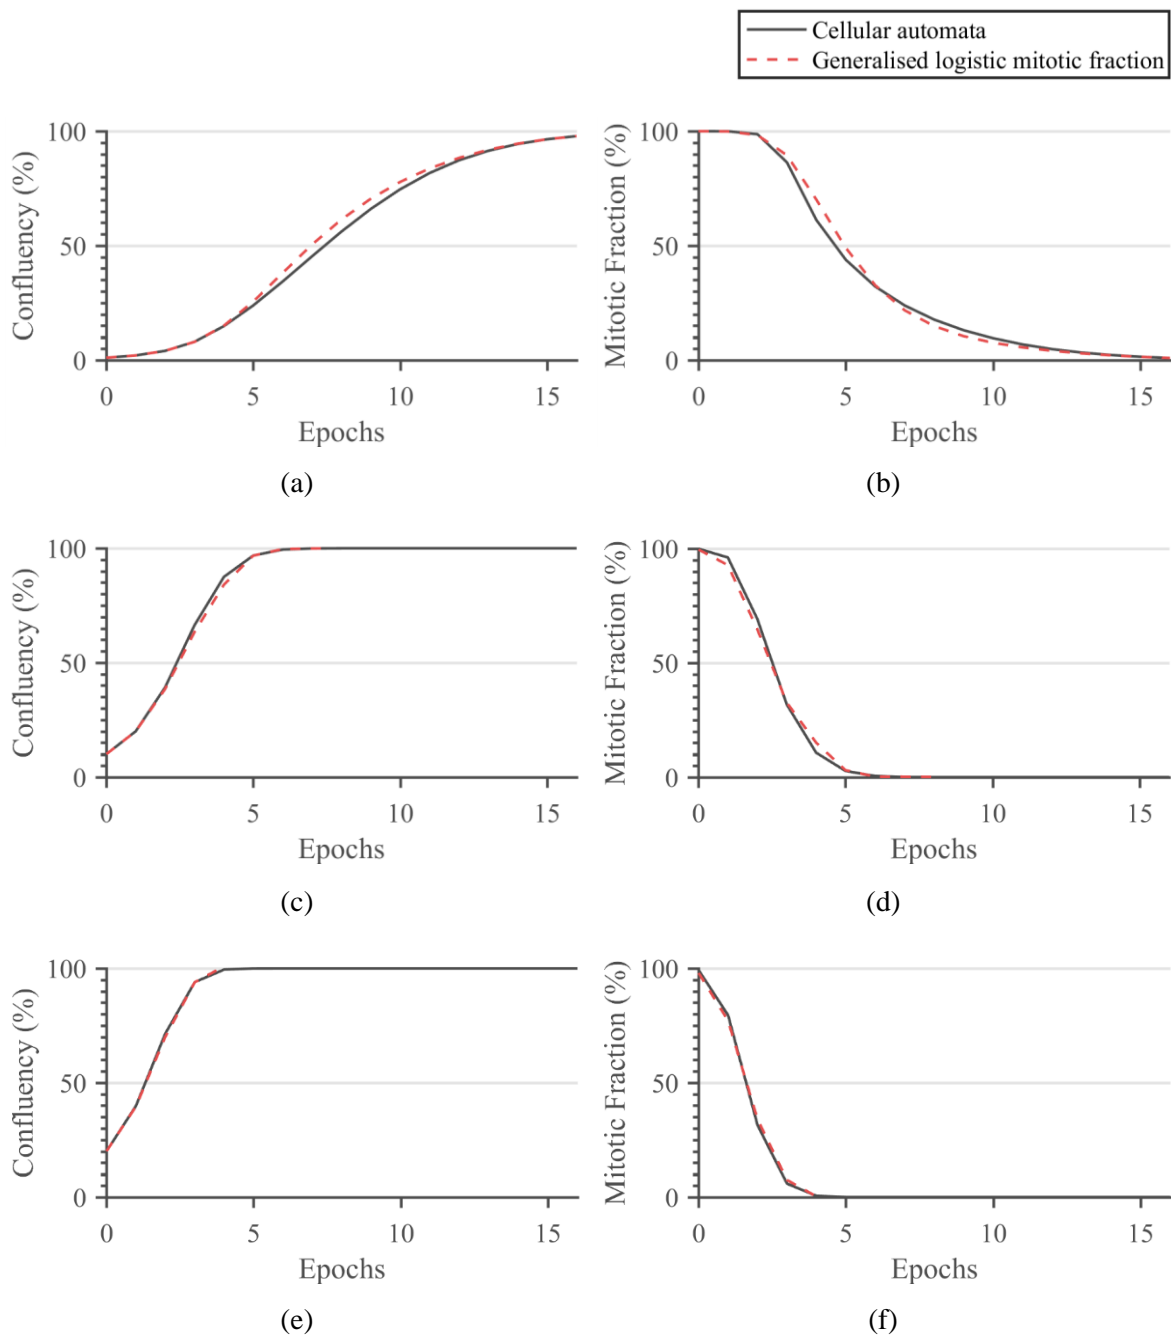 Cellular automata
Generalised logistic mitotic fraction
Confluency (%)
100
50
0
0 5 10 15
Epochs
(a)
Mitotic Fraction (%)
100
50
0
0 5 10 15
Epochs
(b)
Confluency (%)
100
50
0
0 5 10 15
Epochs
(c)
Mitotic Fraction (%)
100
50
0
0 5 10 15
Epochs
(d)
Confluency (%)
100
50
0
0 5 10 15
Epochs
(e)
Mitotic Fraction (%)
100
50
0
0 5 10 15
Epochs
(f)